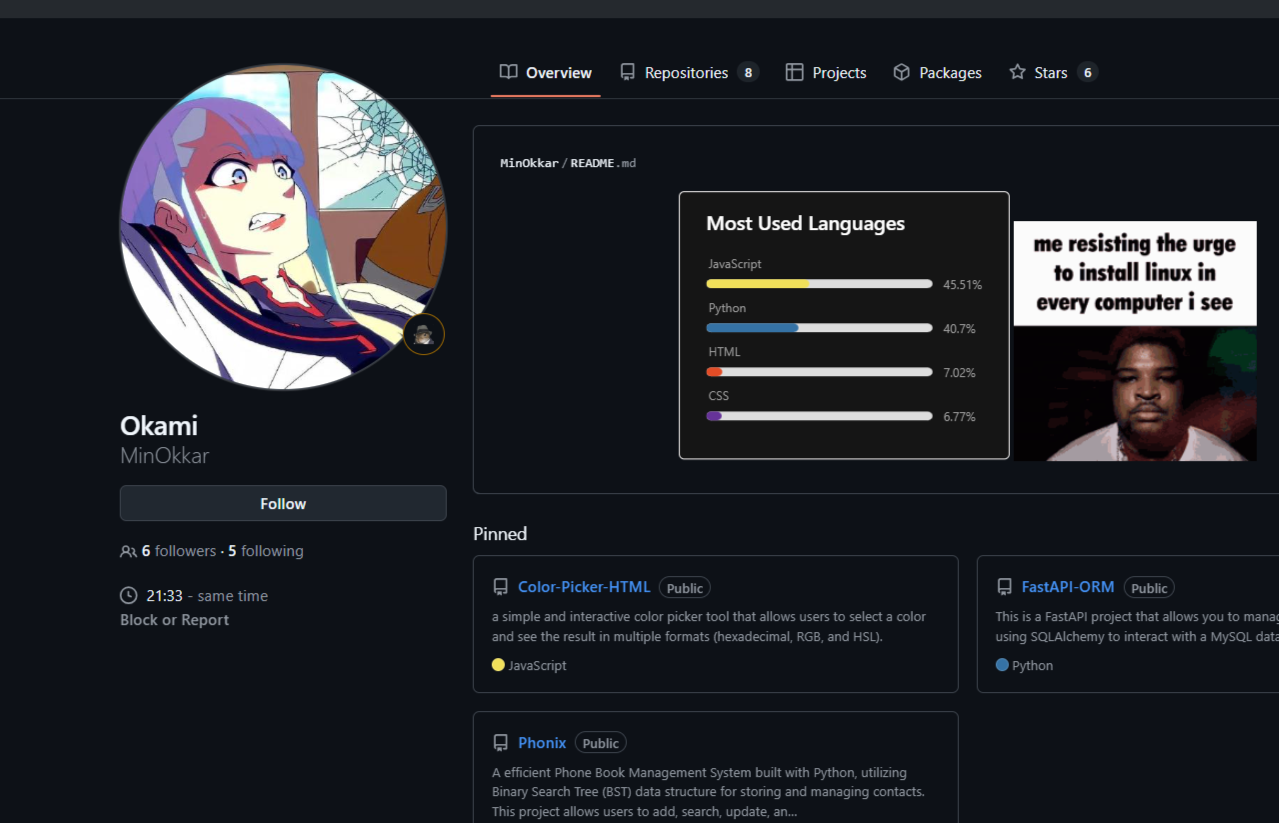 Overview
Repositories 8
Projects
Packages
Stars 6
Okami
MinOkkar
Follow
6 followers · 5 following
21:33 - same time
Block or Report
MinOkkar/README.md
Most Used Languages
JavaScript
45.51%
Python
40.7%
HTML
7.02%
CSS
6.77%
me resisting the urge
to install linux in
every computer i see
Pinned
Color-Picker-HTML Public
a simple and interactive color picker tool that allows users to select a color
and see the result in multiple formats (hexadecimal, RGB, and HSL).
JavaScript
FastAPI-ORM Public
This is a FastAPI project that allows you to manag
using SQLAlchemy to interact with a MySQL data
Python
Phonix Public
A efficient Phone Book Management System built with Python, utilizing
Binary Search Tree (BST) data structure for storing and managing contacts.
This project allows users to add, search, update, an...